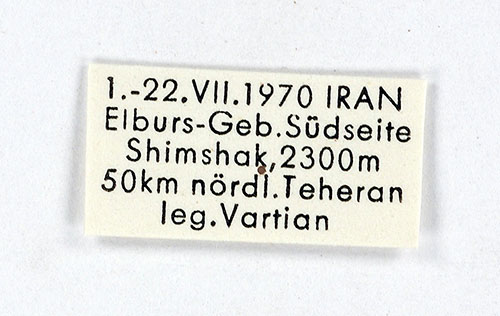 1.-22.VII.1970 IRAN
Elburs-Geb.Südseite
Shimshak,2300m
50km nördl.Teheran
leg.Vartian